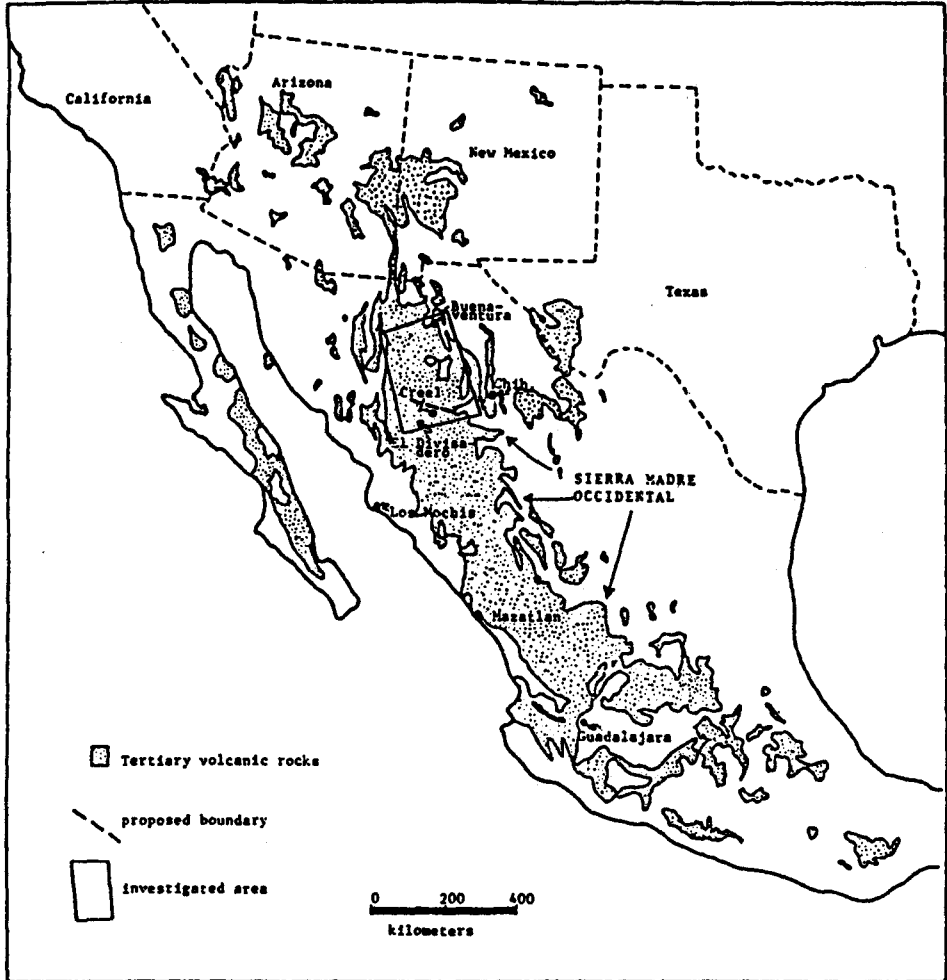 California
Arizona
New Mexico
Texas
Buena-
ventura
Creel
Chih.
El Divisa-
dero
SIERRA MADRE
OCCIDENTAL
Los Mochis
Mazatlan
Guadalajara
Tertiary volcanic rocks
proposed boundary
investigated area
0 200 400
kilometers